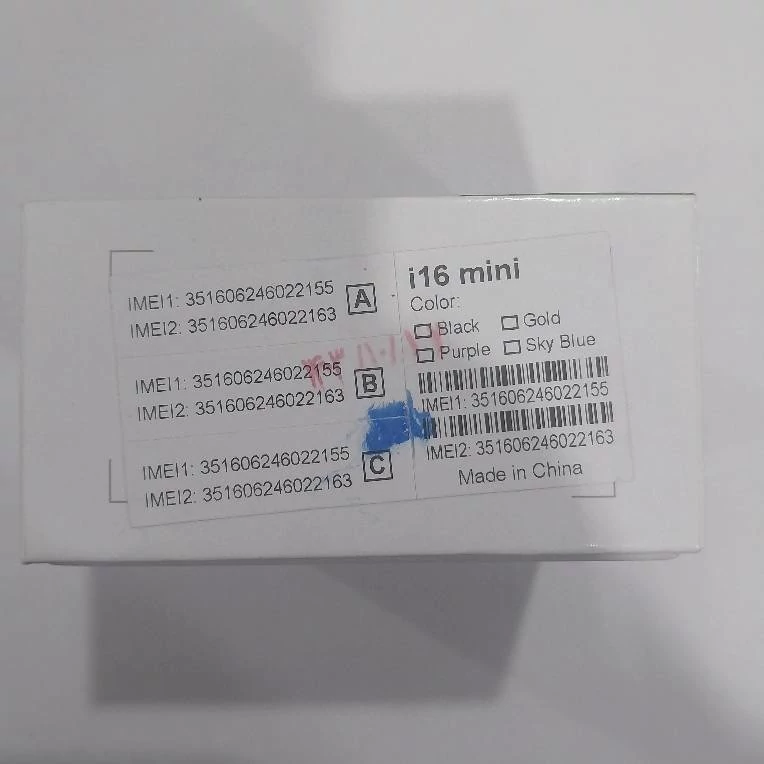 IMEI1: 351606246022155
IMEI2: 351606246022163
A
IMEI1: 351606246022155
IMEI2: 351606246022163
B
IMEI1: 351606246022155
IMEI2: 351606246022163
C
i16 mini
Color:
Black Gold
Purple Sky Blue
IMEI1: 351606246022155
IMEI2: 351606246022163
Made in China